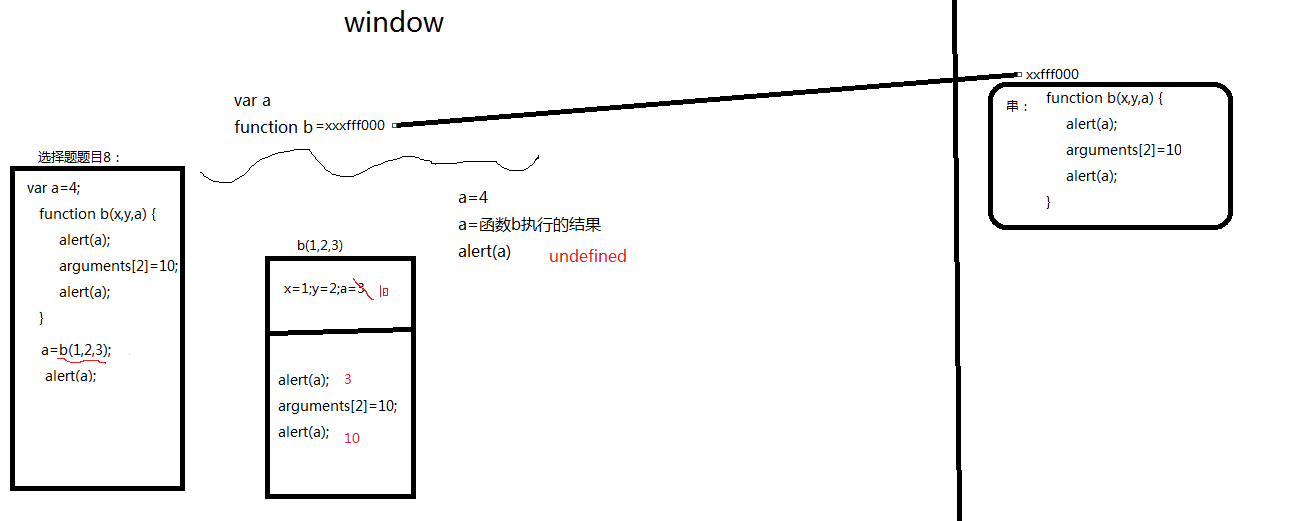 window
var a
function b =xxxfff000
xxfff000
串：
function b(x,y,a) {
alert(a);
arguments[2]=10
alert(a);
}
选择题题目8：
var a=4;
function b(x,y,a) {
alert(a);
arguments[2]=10;
alert(a);
}
a=b(1,2,3);
alert(a);
a=4
a=函数b执行的结果
alert(a) undefined
b(1,2,3)
x=1;y=2;a=3 10
alert(a); 3
arguments[2]=10;
alert(a); 10